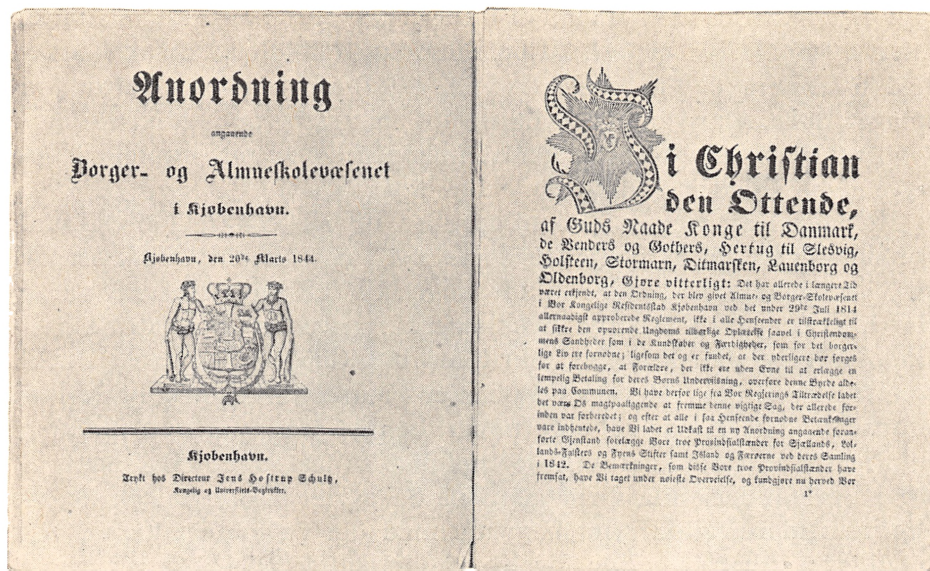 Anordning
angaaende
Borger- og Almueskolevæsenet
i Kjøbenhavn.
Kjøbenhavn, den 20de Marts 1844.
Kjøbenhavn.
Trykt hos Directeur Jens Hostrup Schultz,
Kongelig og Universitets-Bogtrykker.
Vi Christian
den Ottende,
af Guds Naade Konge til Danmark,
de Venders og Gothers, Hertug til Slesvig,
Holsteen, Stormarn, Ditmarsken, Lauenborg og
Oldenborg, Gjøre vitterligt: Det har allerede i længere Tid
været erkjendt, at den Ordning, der blev givet Almue- og Borger-Skolevæsenet
i Vor Kongelige Residentsstad Kjøbenhavn ved det under 29de Juli 1814
allernaadigst approberede Reglement, ikke i alle Henseender er tilstrækkeligt til
at sikkre den opvoxende Ungdoms tilbørlige Oplærelse saavel i Christendom-
mens Sandheder som i de Kundskaber og Færdigheder, som for det borger-
lige Liv ere fornødne; ligesom det og er fundet, at der yderligere bør sørges
for at forebygge, at Forældre, der ikke ere uden Evne til at erlægge en
lempelig Betaling for deres Børns Underviisning, overføre denne Byrde alde-
les paa Communen. Vi have derfor lige fra Vor Regjerings Tiltrædelse ladet
det være Os magtpaaliggende at fremme denne vigtige Sag, der allerede for-
inden var forberedet; og efter at alle i saa Henseende fornødne Betænkninger
vare indhentede, have Vi ladet et Udkast til en ny Anordning angaaende foran-
førte Gjenstand forelægge Vore troe Provindsialstænder for Sjællands, Lol-
lands-Falsters og Fyens Stifter samt Island og Færøerne ved deres Samling
i 1842. De Bemærkninger, som disse Vore troe Provindsialstænder have
fremsat, have Vi taget under nøieste Overveielse, og kundgjøre nu herved Vor
1*